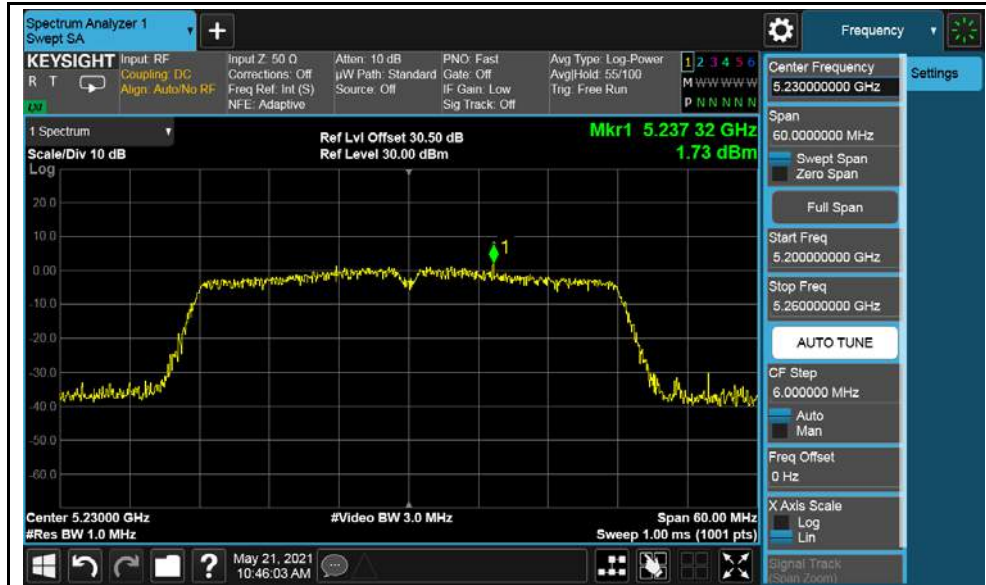 Spectrum Analyzer 1
Swept SA
+
Frequency
KEYSIGHT
R T
LXI
Input: RF
Coupling: DC
Align: Auto/No RF
Input Z: 50 Ω
Corrections: Off
Freq Ref: Int (S)
NFE: Adaptive
Atten: 10 dB
µW Path: Standard
Source: Off
PNO: Fast
Gate: Off
IF Gain: Low
Sig Track: Off
Avg Type: Log-Power
Avg|Hold: 55/100
Trig: Free Run
1 2 3 4 5 6
M W W W W W
P N N N N N
1 Spectrum
Scale/Div 10 dB
Log
Ref Lvl Offset 30.50 dB
Ref Level 30.00 dBm
Mkr1 5.237 32 GHz
1.73 dBm
20.0
10.0
0.00
-10.0
-20.0
-30.0
-40.0
-50.0
-60.0
1
Center 5.23000 GHz
#Res BW 1.0 MHz
#Video BW 3.0 MHz
Span 60.00 MHz
Sweep 1.00 ms (1001 pts)
?
May 21, 2021
10:46:03 AM
Center Frequency
5.230000000 GHz
Settings
Span
60.0000000 MHz
Swept Span
Zero Span
Full Span
Start Freq
5.200000000 GHz
Stop Freq
5.260000000 GHz
AUTO TUNE
CF Step
6.000000 MHz
Auto
Man
Freq Offset
0 Hz
X Axis Scale
Log
Lin
Signal Track
(Span Zoom)